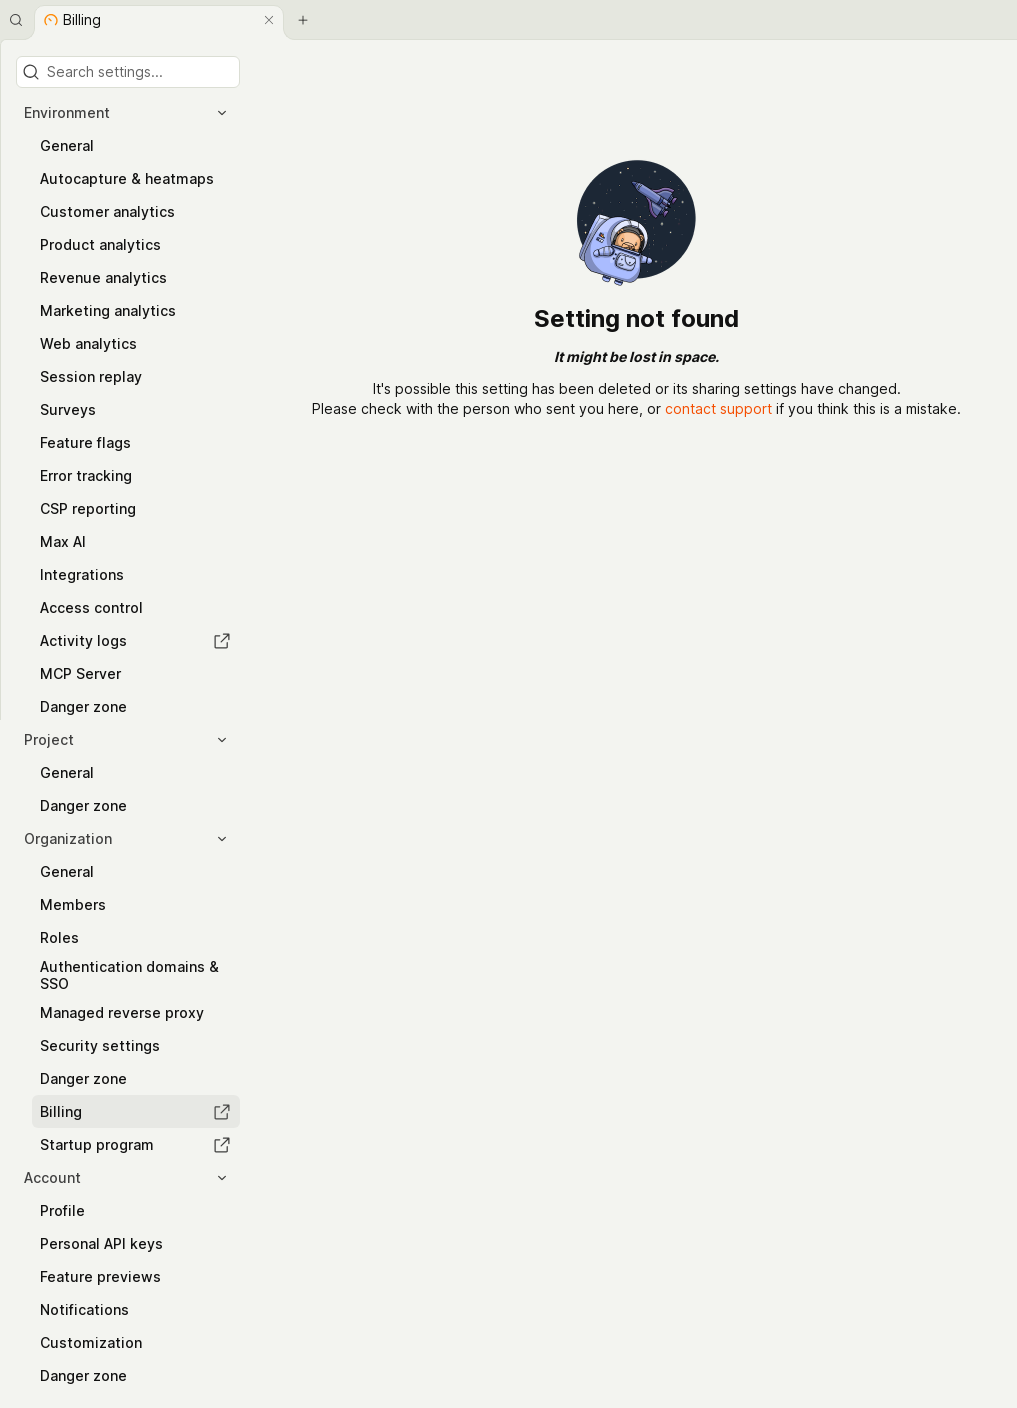 Billing
Search settings...
Environment
General
Autocapture & heatmaps
Customer analytics
Product analytics
Revenue analytics
Marketing analytics
Web analytics
Session replay
Surveys
Feature flags
Error tracking
CSP reporting
Max AI
Integrations
Access control
Activity logs
MCP Server
Danger zone
Project
General
Danger zone
Organization
General
Members
Roles
Authentication domains &
SSO
Managed reverse proxy
Security settings
Danger zone
Billing
Startup program
Account
Profile
Personal API keys
Feature previews
Notifications
Customization
Danger zone
Setting not found
It might be lost in space.
It's possible this setting has been deleted or its sharing settings have changed.
Please check with the person who sent you here, or contact support if you think this is a mistake.